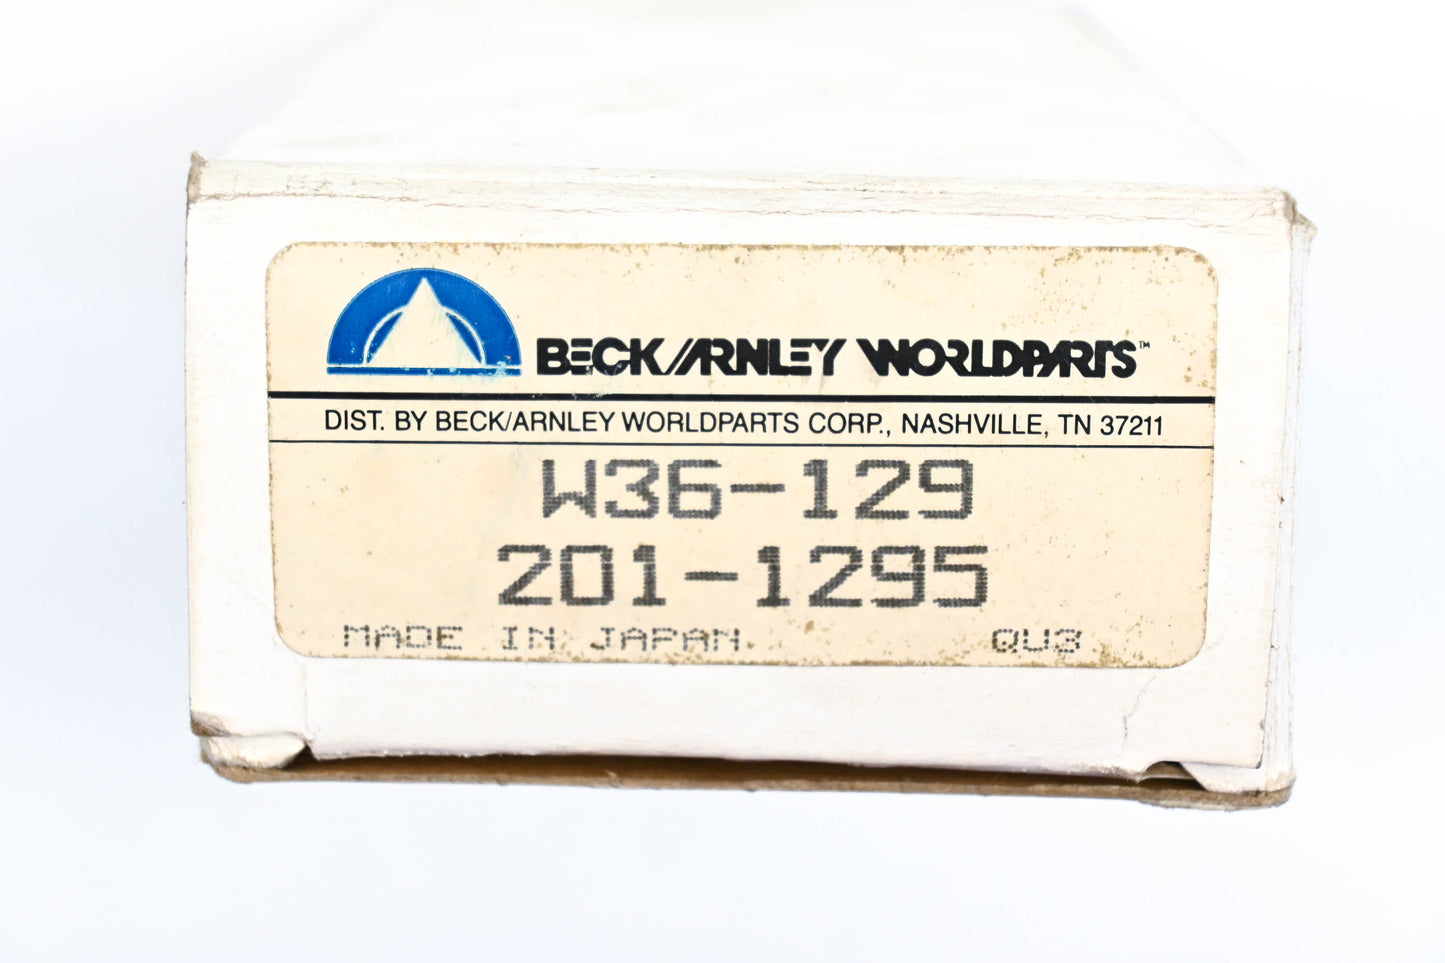 BECK/ARNLEY WORLDPARTS™
DIST. BY BECK/ARNLEY WORLDPARTS CORP., NASHVILLE, TN 37211
W36-129
201-1295
MADE IN JAPAN QU3